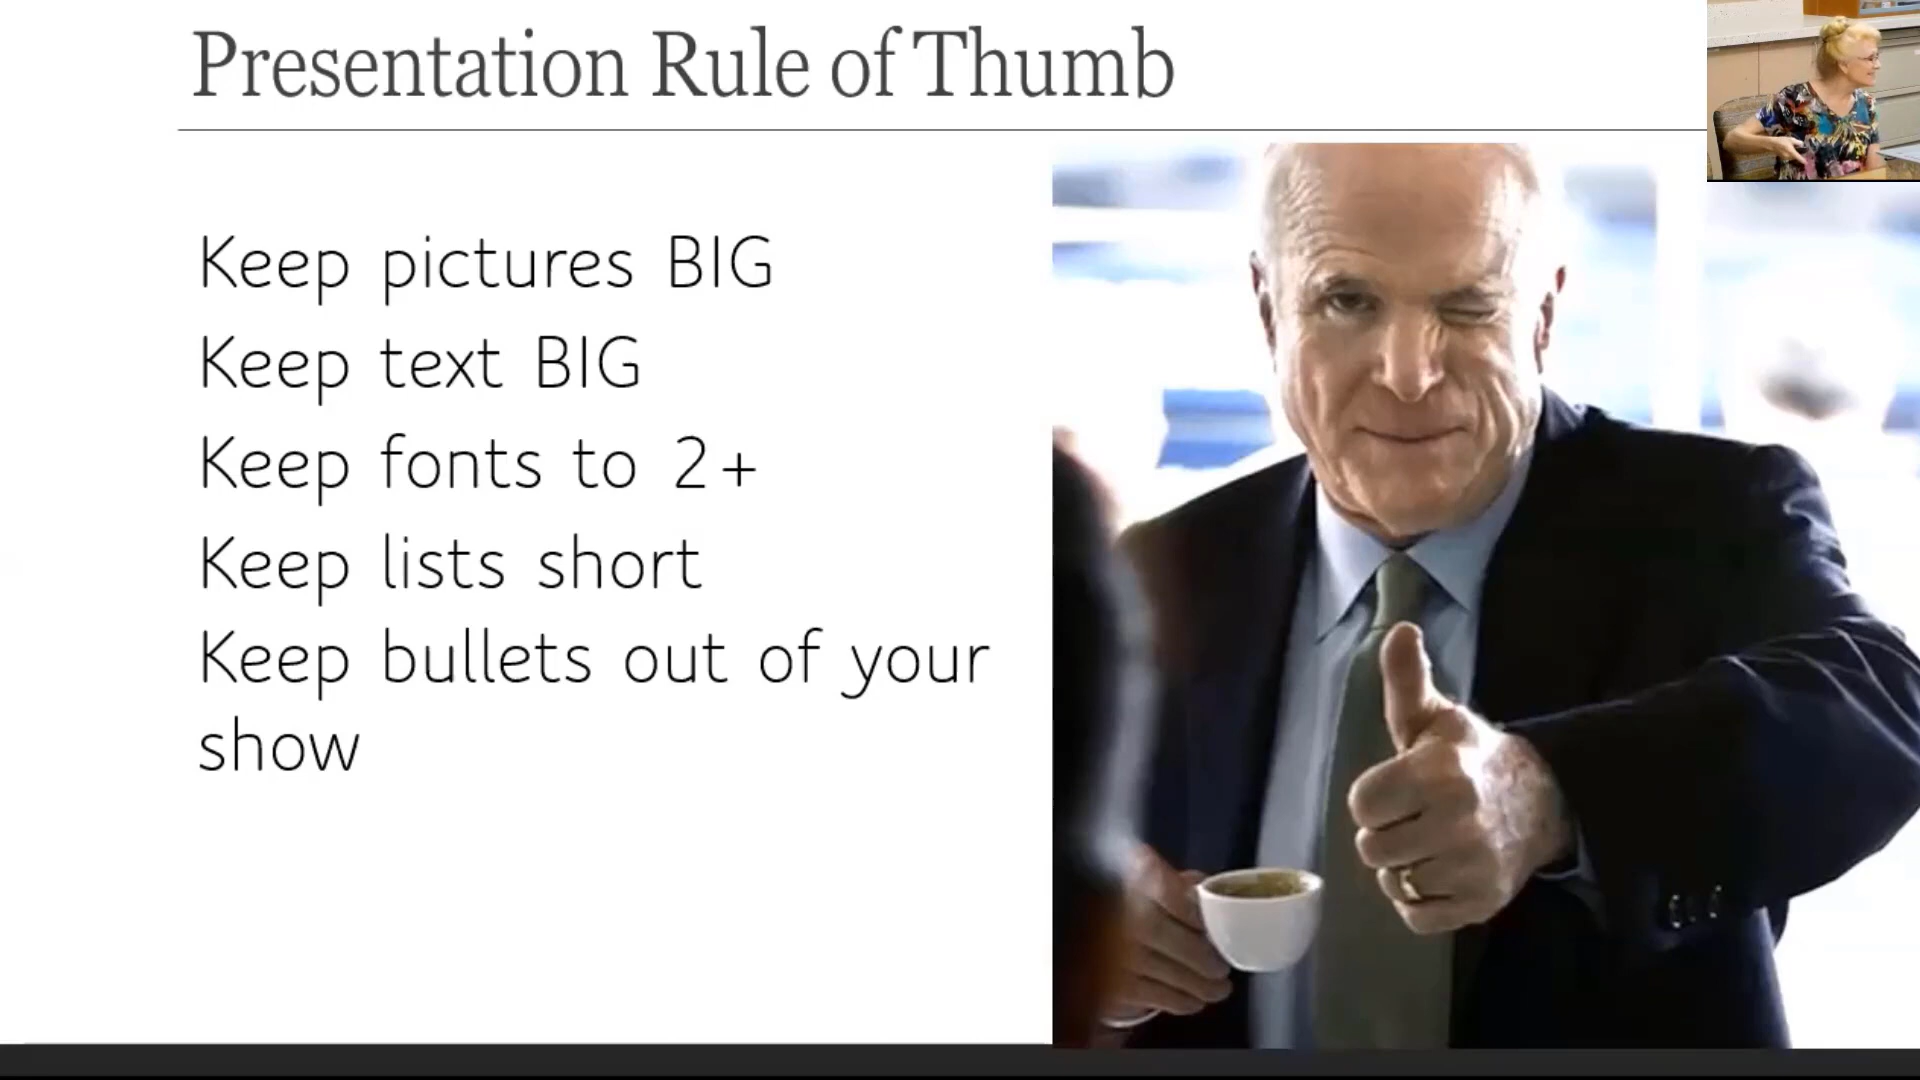 Presentation Rule of Thumb
Keep pictures BIG
Keep text BIG
Keep fonts to 2+
Keep lists short
Keep bullets out of your
show